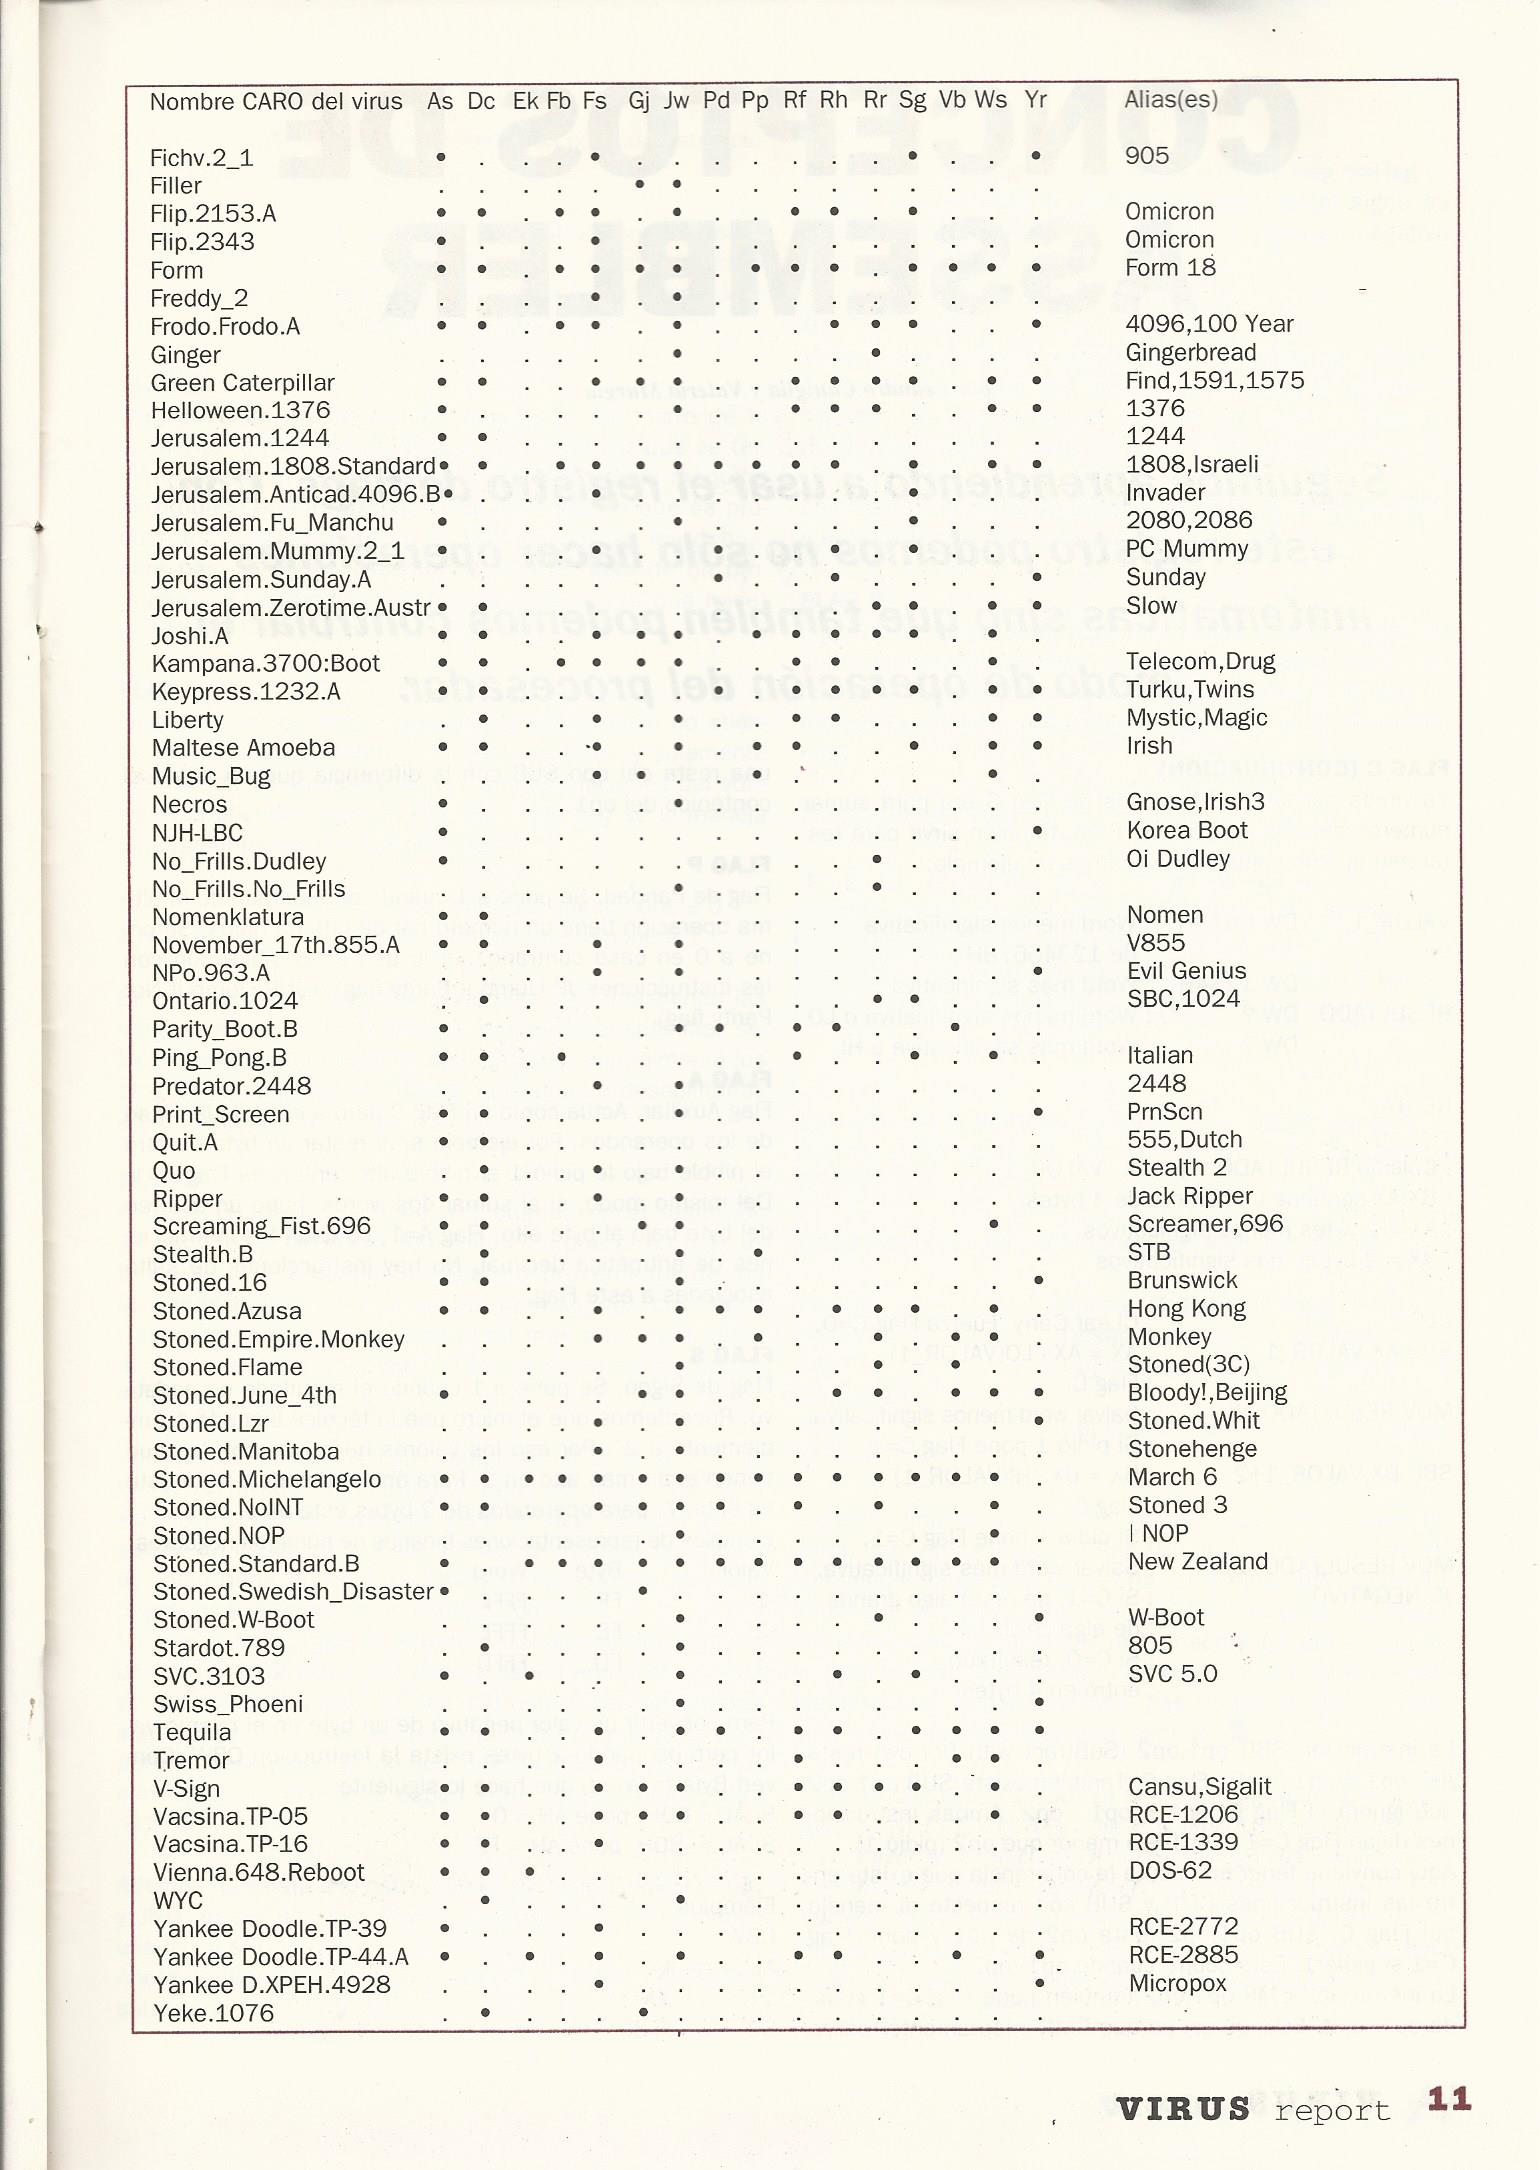 Nombre CARO del virus As Dc Ek Fb Fs Gj Jw Pd Pp Rf Rh Rr Sg Vb Ws Yr Alias(es)
Fichv.2_1 905
Filler
Flip.2153.A Omicron
Flip.2343 Omicron
Form Form 18
Freddy_2
Frodo.Frodo.A 4096,100 Year
Ginger Gingerbread
Green Caterpillar Find,1591,1575
Helloween.1376 1376
Jerusalem.1244 1244
Jerusalem.1808.Standard 1808,Israeli
Jerusalem.Anticad.4096.B Invader
Jerusalem.Fu_Manchu 2080,2086
Jerusalem.Mummy.2_1 PC Mummy
Jerusalem.Sunday.A Sunday
Jerusalem.Zerotime.Austr Slow
Joshi.A
Kampana.3700:Boot Telecom,Drug
Keypress.1232.A Turku,Twins
Liberty Mystic,Magic
Maltese Amoeba Irish
Music_Bug
Necros Gnose,Irish3
NJH-LBC Korea Boot
No_Frills.Dudley Oi Dudley
No_Frills.No_Frills
Nomenklatura Nomen
November_17th.855.A V855
NPo.963.A Evil Genius
Ontario.1024 SBC,1024
Parity_Boot.B
Ping_Pong.B Italian
Predator.2448 2448
Print_Screen PrnScn
Quit.A 555,Dutch
Quo Stealth 2
Ripper Jack Ripper
Screaming_Fist.696 Screamer,696
Stealth.B STB
Stoned.16 Brunswick
Stoned.Azusa Hong Kong
Stoned.Empire.Monkey Monkey
Stoned.Flame Stoned(3C)
Stoned.June_4th Bloody!,Beijing
Stoned.Lzr Stoned.Whit
Stoned.Manitoba Stonehenge
Stoned.Michelangelo March 6
Stoned.NoINT Stoned 3
Stoned.NOP l NOP
Stoned.Standard.B New Zealand
Stoned.Swedish_Disaster
Stoned.W-Boot W-Boot
Stardot.789 805
SVC.3103 SVC 5.0
Swiss_Phoeni
Tequila
Tremor
V-Sign Cansu,Sigalit
Vacsina.TP-05 RCE-1206
Vacsina.TP-16 RCE-1339
Vienna.648.Reboot DOS-62
WYC
Yankee Doodle.TP-39 RCE-2772
Yankee Doodle.TP-44.A RCE-2885
Yankee D.XPEH.4928 Micropox
Yeke.1076
VIRUS report 11